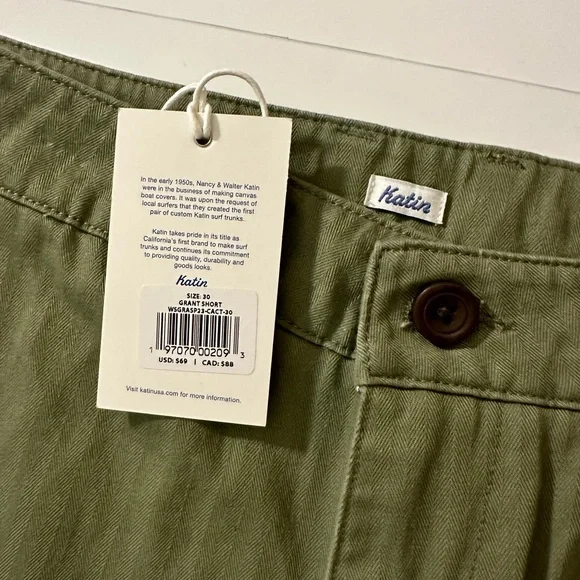 In the early 1950s, Nancy & Walter Katin
were in the business of making canvas
boat covers. It was upon the request of
local surfers that they created the first
pair of custom Katin surf trunks.
Katin takes pride in its title as
California's first brand to make surf
trunks and continues its commitment
to providing quality, durability and
goods looks.
Katin
SIZE: 30
GRANT SHORT
WSGRASP23-CACT-30
1 97070 00209 3
USD: $69 | CAD: $88
Visit katinusa.com for more information.
Katin